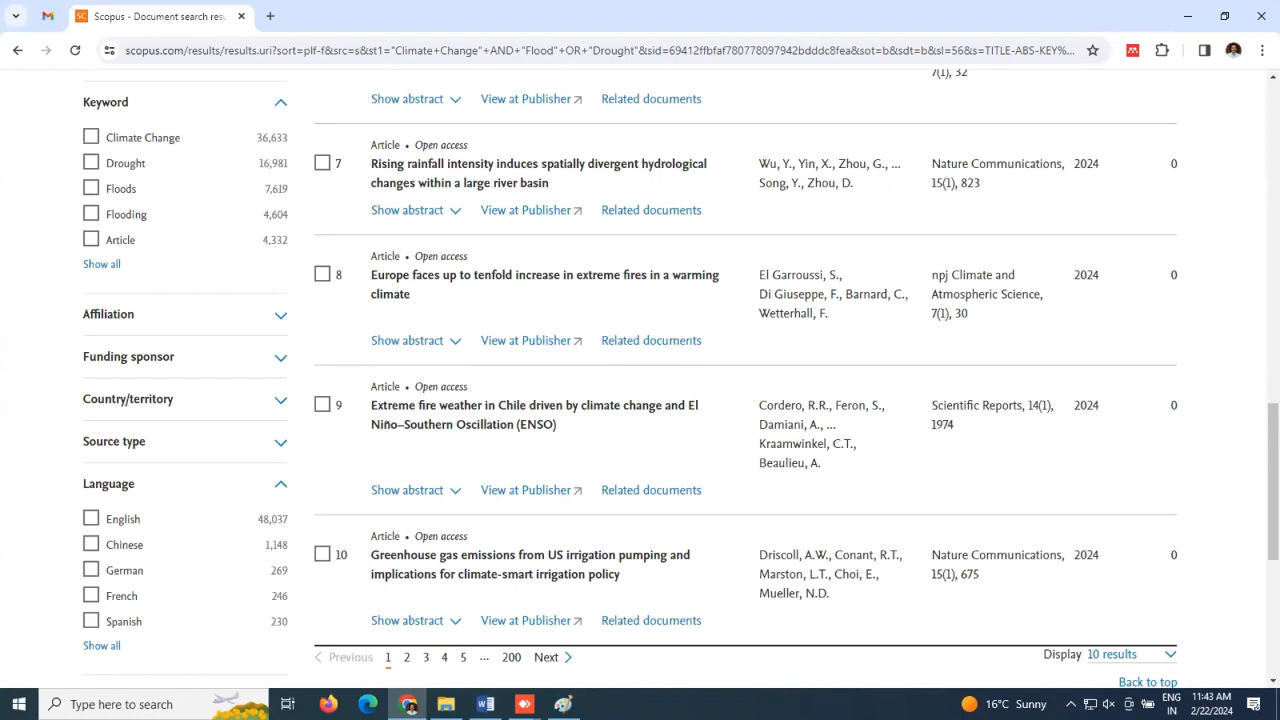 Scopus - Document search resu
scopus.com/results/results.uri?sort=plf-f&src=s&st1="Climate+Change"+AND+"Flood"+OR+"Drought"&sid=69412ffbfaf780778097942bdddc8fea&sot=b&sdt=b&sl=56&s=TITLE-ABS-KEY%...
7(1), 32
Show abstract View at Publisher Related documents
Keyword
Climate Change 36,633
Drought 16,981
Floods 7,619
Flooding 4,604
Article 4,332
Show all
Affiliation
Funding sponsor
Country/territory
Source type
Language
English 48,037
Chinese 1,148
German 269
French 246
Spanish 230
Show all
Article • Open access
7 Rising rainfall intensity induces spatially divergent hydrological Wu, Y., Yin, X., Zhou, G., ... Nature Communications, 2024 0
changes within a large river basin Song, Y., Zhou, D. 15(1), 823
Show abstract View at Publisher Related documents
Article • Open access
8 Europe faces up to tenfold increase in extreme fires in a warming El Garroussi, S., npj Climate and 2024 0
climate Di Giuseppe, F., Barnard, C., Atmospheric Science,
Wetterhall, F. 7(1), 30
Show abstract View at Publisher Related documents
Article • Open access
9 Extreme fire weather in Chile driven by climate change and El Cordero, R.R., Feron, S., Scientific Reports, 14(1), 2024 0
Niño–Southern Oscillation (ENSO) Damiani, A., ... 1974
Kraamwinkel, C.T.,
Beaulieu, A.
Show abstract View at Publisher Related documents
Article • Open access
10 Greenhouse gas emissions from US irrigation pumping and Driscoll, A.W., Conant, R.T., Nature Communications, 2024 0
implications for climate-smart irrigation policy Marston, L.T., Choi, E., 15(1), 675
Mueller, N.D.
Show abstract View at Publisher Related documents
Previous 1 2 3 4 5 ... 200 Next Display 10 results
Back to top
Type here to search 16°C Sunny ENG 11:43 AM
IN 2/22/2024